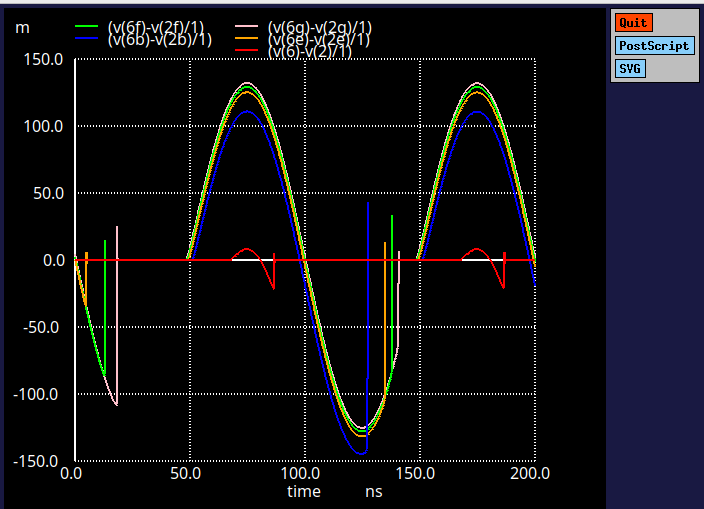 m
(v(6f)-v(2f)/1)
(v(6g)-v(2g)/1)
(v(6b)-v(2b)/1)
(v(6e)-v(2e)/1)
(v(6)-v(2)/1)
Quit
PostScript
SVG
150.0
100.0
50.0
0.0
-50.0
-100.0
-150.0
0.0 50.0 100.0 150.0 200.0
time ns